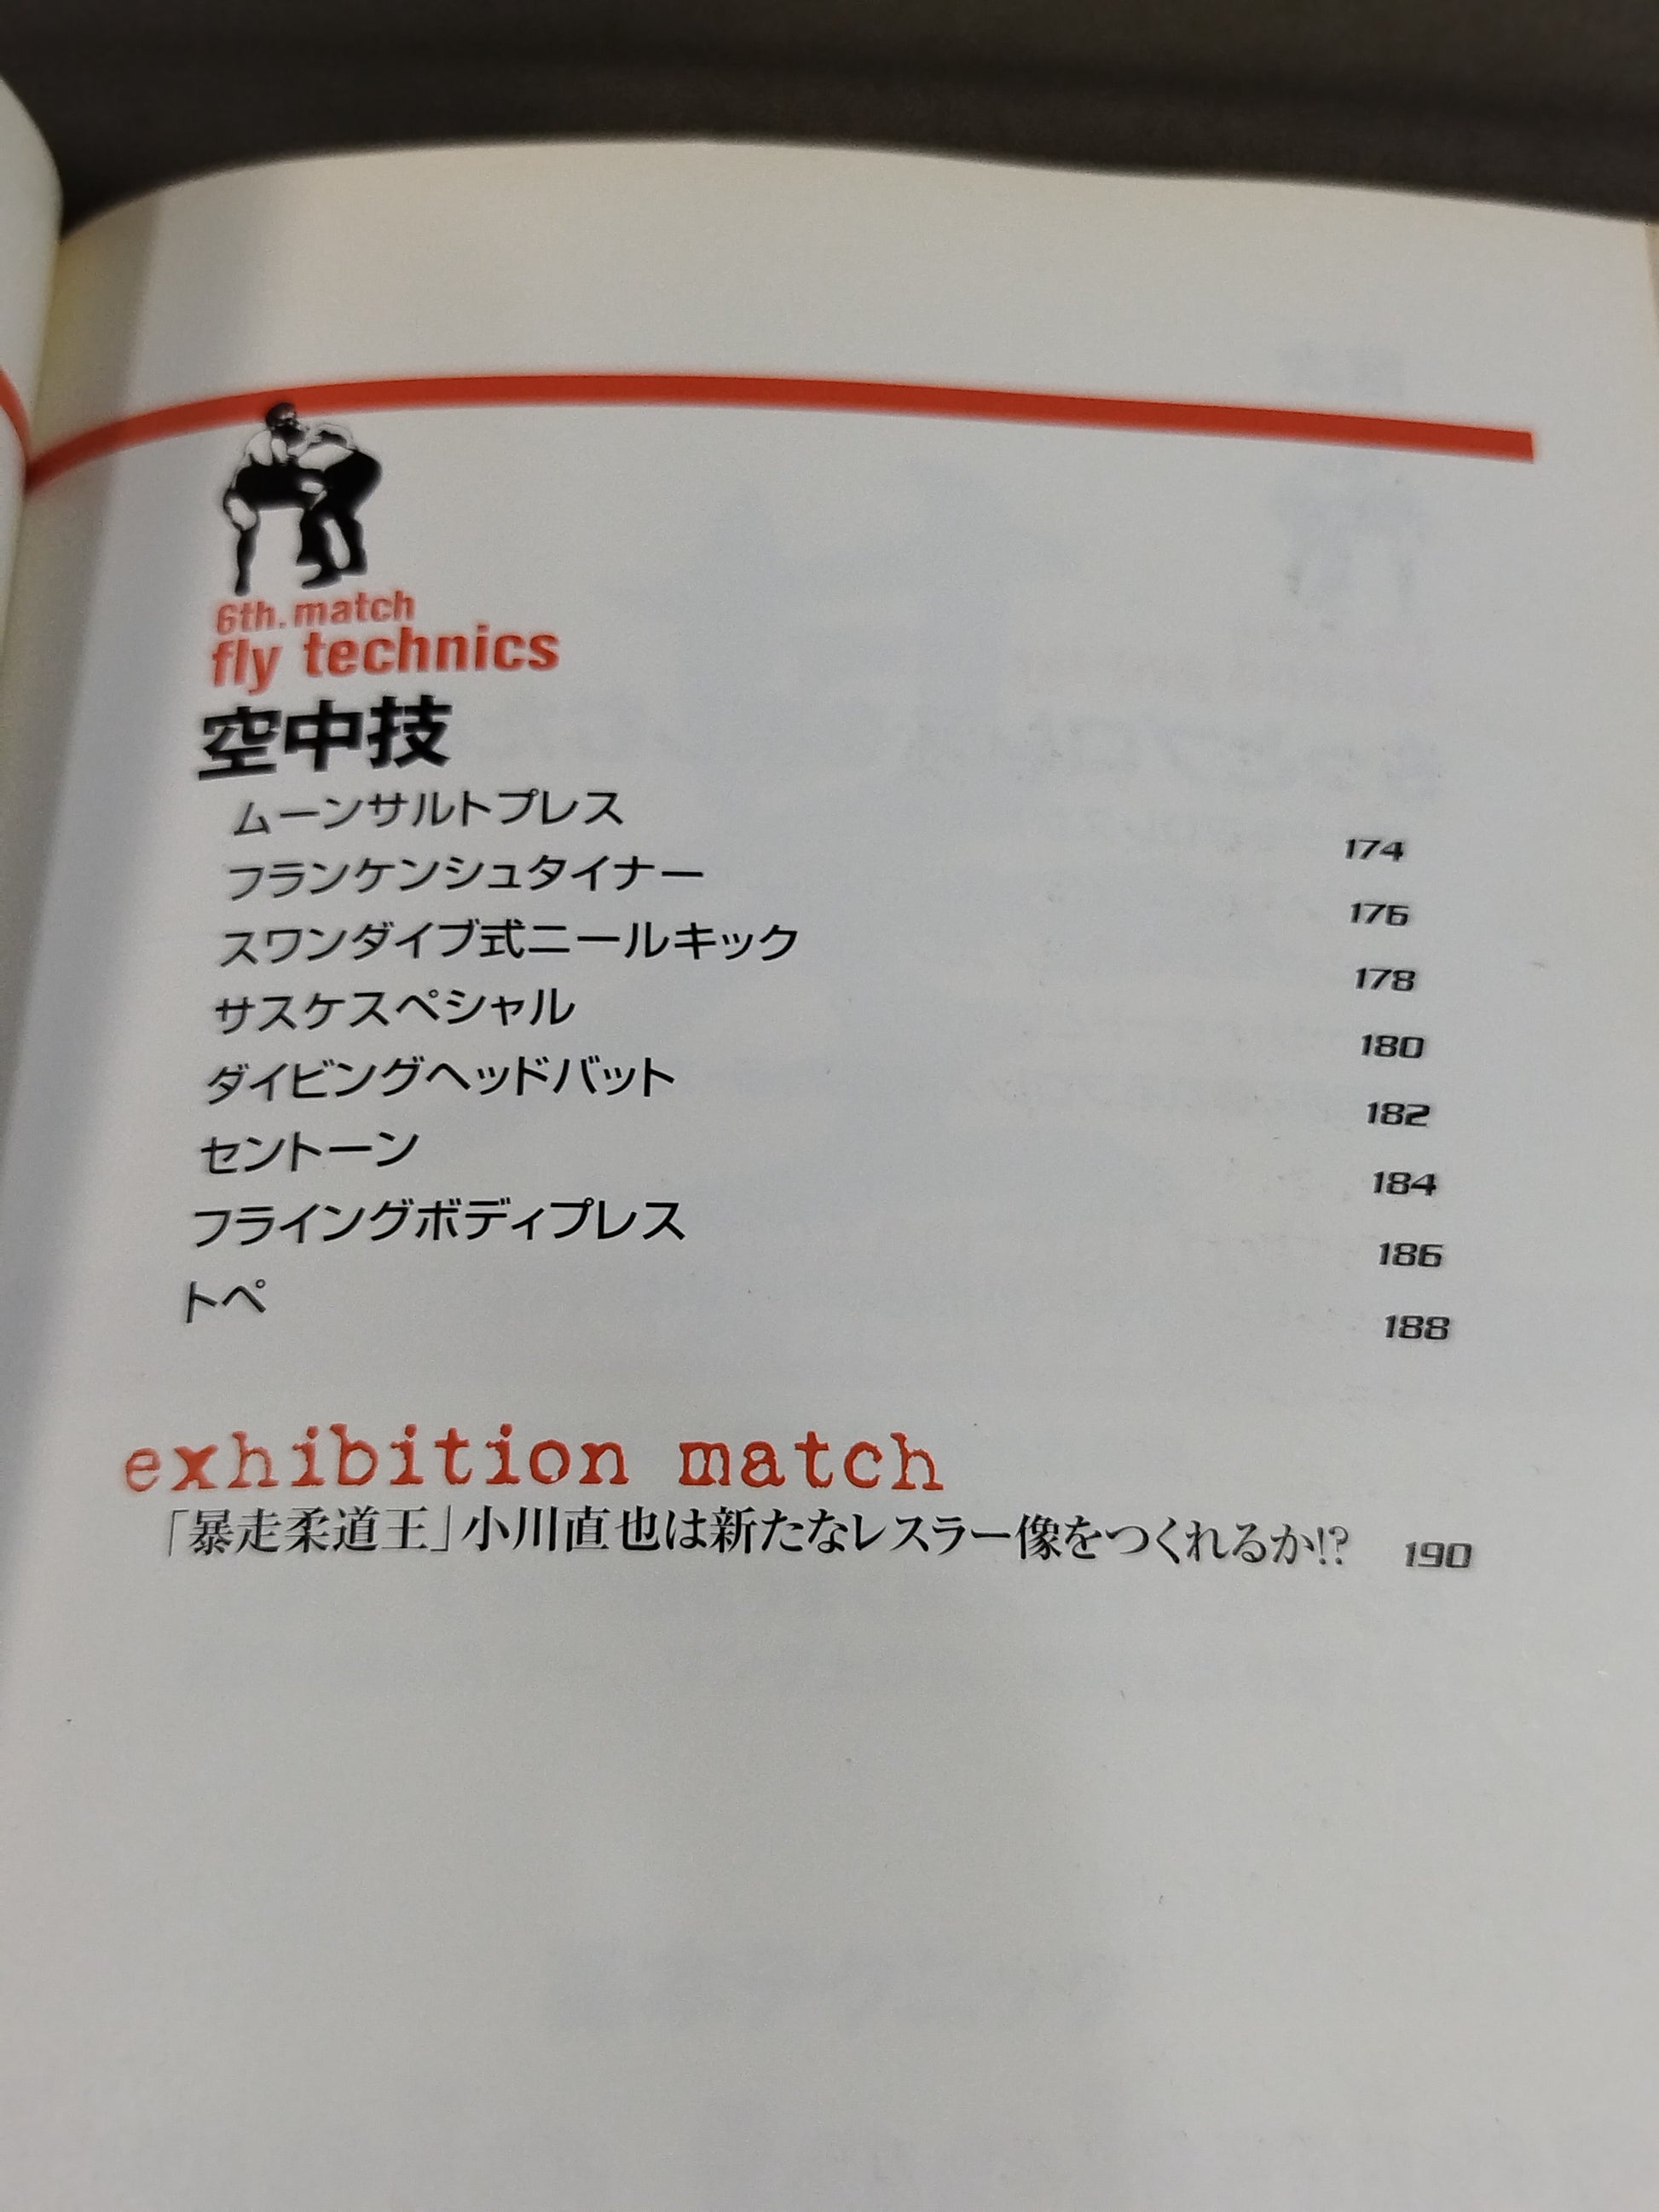 6th. match
fly technics
空中技
ムーンサルトプレス 174
フランケンシュタイナー 176
スワンダイブ式ニールキック 178
サスケスペシャル 180
ダイビングヘッドバット 182
セントーン 184
フライングボディプレス 186
トペ 188
exhibition match
「暴走柔道王」小川直也は新たなレスラー像をつくれるか!? 190